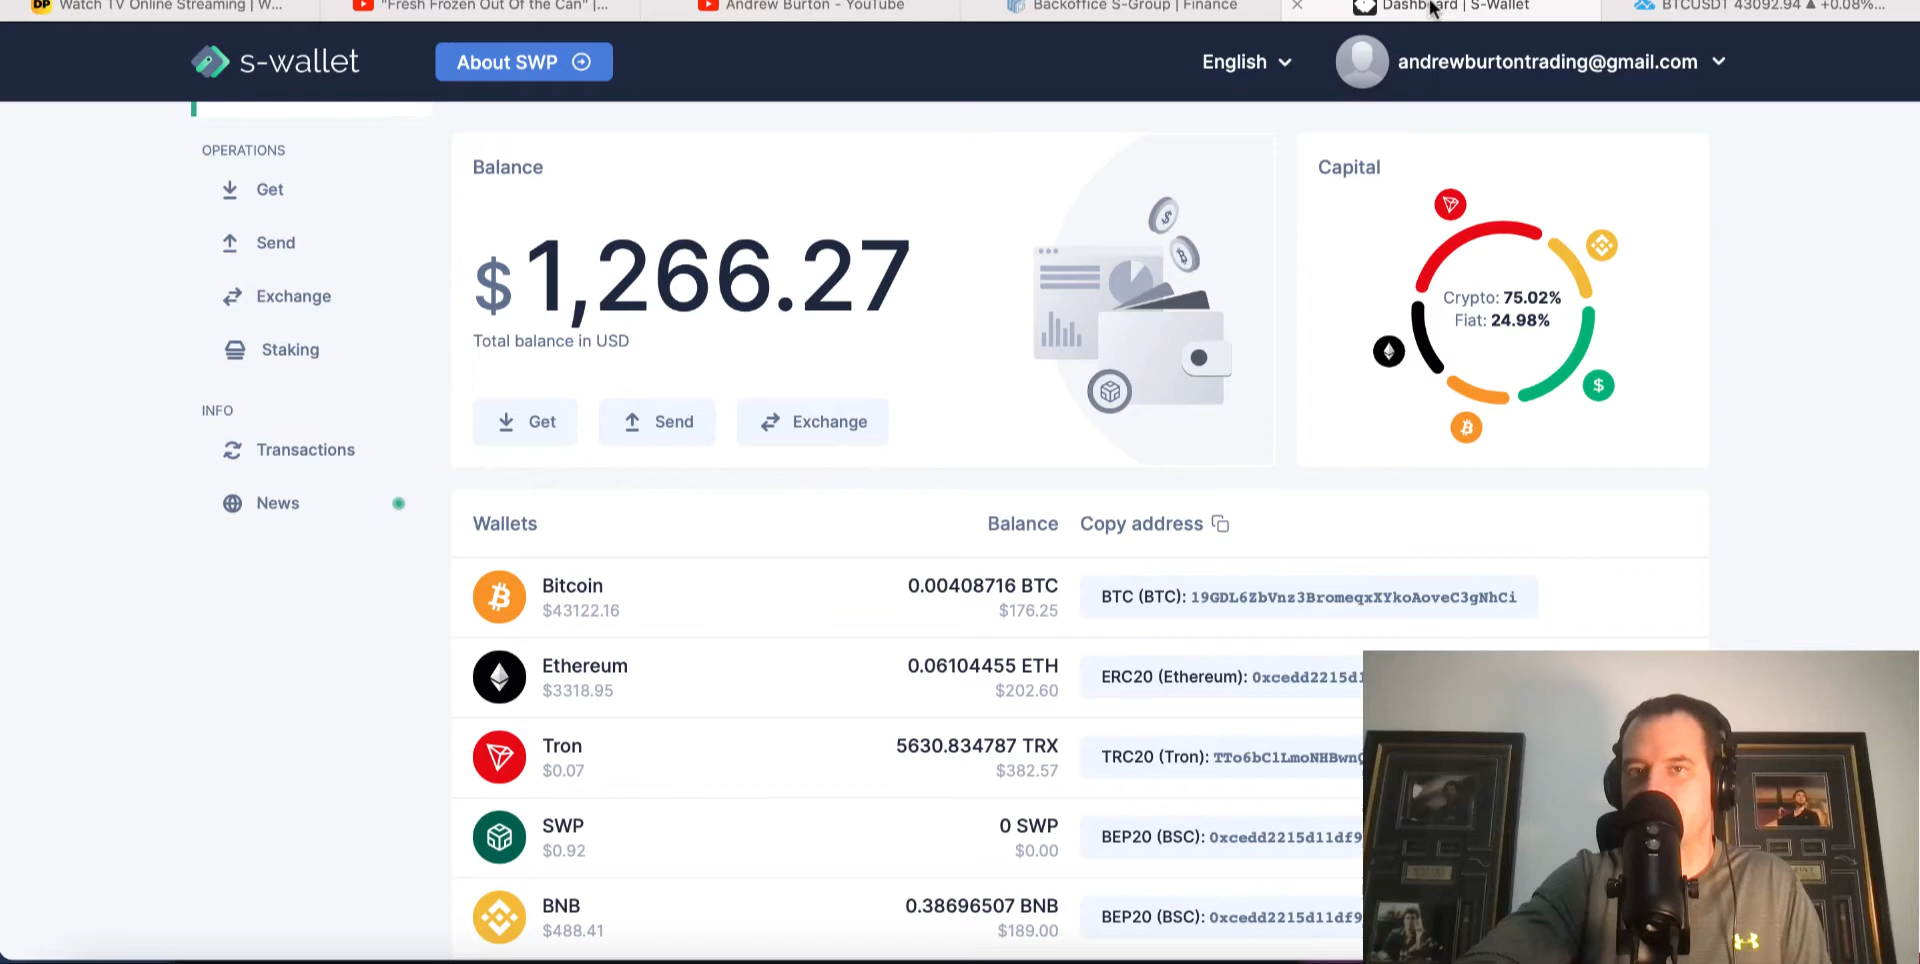 DP Watch TV Online Streaming | W...
"Fresh Frozen Out Of the Can" |...
Andrew Burton - YouTube
Backoffice S-Group | Finance
Dashboard | S-Wallet
BTCUSDT 43092.94 ▲ +0.08%...
s-wallet
About SWP
English
andrewburtontrading@gmail.com
OPERATIONS
Get
Send
Exchange
Staking
INFO
Transactions
News
Balance
$1,266.27
Total balance in USD
Get
Send
Exchange
Capital
Crypto: 75.02%
Fiat: 24.98%
Wallets
Balance
Copy address
Bitcoin
$43122.16
0.00408716 BTC
$176.25
BTC (BTC): 19GDL6ZbVnz3BromeqxXYkoAoveC3gNhCi
Ethereum
$3318.95
0.06104455 ETH
$202.60
ERC20 (Ethereum): 0xcedd2215d1
Tron
$0.07
5630.834787 TRX
$382.57
TRC20 (Tron): TTo6bC1LmoNHBwn
SWP
$0.92
0 SWP
$0.00
BEP20 (BSC): 0xcedd2215d11df9
BNB
$488.41
0.38696507 BNB
$189.00
BEP20 (BSC): 0xcedd2215d11df9